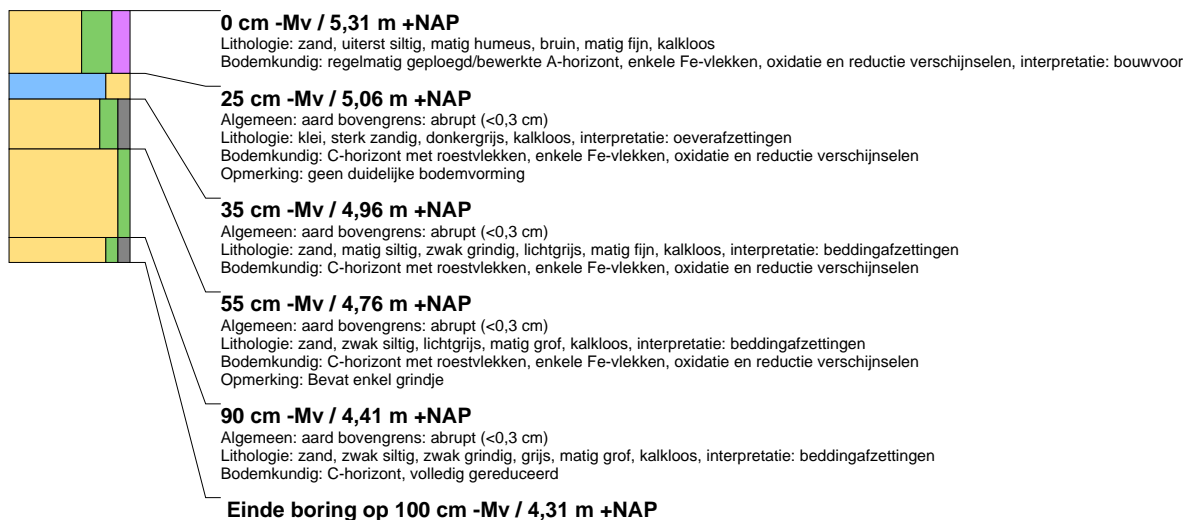 0 cm -Mv / 5,31 m +NAP
Lithologie: zand, uiterst siltig, matig humeus, bruin, matig fijn, kalkloos
Bodemkundig: regelmatig geploegd/bewerkte A-horizont, enkele Fe-vlekken, oxidatie en reductie verschijnselen, interpretatie: bouwvoor
25 cm -Mv / 5,06 m +NAP
Algemeen: aard bovengrens: abrupt (<0,3 cm)
Lithologie: klei, sterk zandig, donkergrijs, kalkloos, interpretatie: oeverafzettingen
Bodemkundig: C-horizont met roestvlekken, enkele Fe-vlekken, oxidatie en reductie verschijnselen
Opmerking: geen duidelijke bodemvorming
35 cm -Mv / 4,96 m +NAP
Algemeen: aard bovengrens: abrupt (<0,3 cm)
Lithologie: zand, matig siltig, zwak grindig, lichtgrijs, matig fijn, kalkloos, interpretatie: beddingafzettingen
Bodemkundig: C-horizont met roestvlekken, enkele Fe-vlekken, oxidatie en reductie verschijnselen
55 cm -Mv / 4,76 m +NAP
Algemeen: aard bovengrens: abrupt (<0,3 cm)
Lithologie: zand, zwak siltig, lichtgrijs, matig grof, kalkloos, interpretatie: beddingafzettingen
Bodemkundig: C-horizont met roestvlekken, enkele Fe-vlekken, oxidatie en reductie verschijnselen
Opmerking: Bevat enkel grindje
90 cm -Mv / 4,41 m +NAP
Algemeen: aard bovengrens: abrupt (<0,3 cm)
Lithologie: zand, zwak siltig, zwak grindig, grijs, matig grof, kalkloos, interpretatie: beddingafzettingen
Bodemkundig: C-horizont, volledig gereduceerd
Einde boring op 100 cm -Mv / 4,31 m +NAP